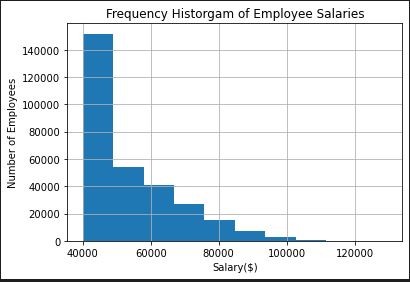 Frequency Historgam of Employee Salaries
140000
120000
100000
80000
60000
40000
20000
0
Number of Employees
40000 60000 80000 100000 120000
Salary($)